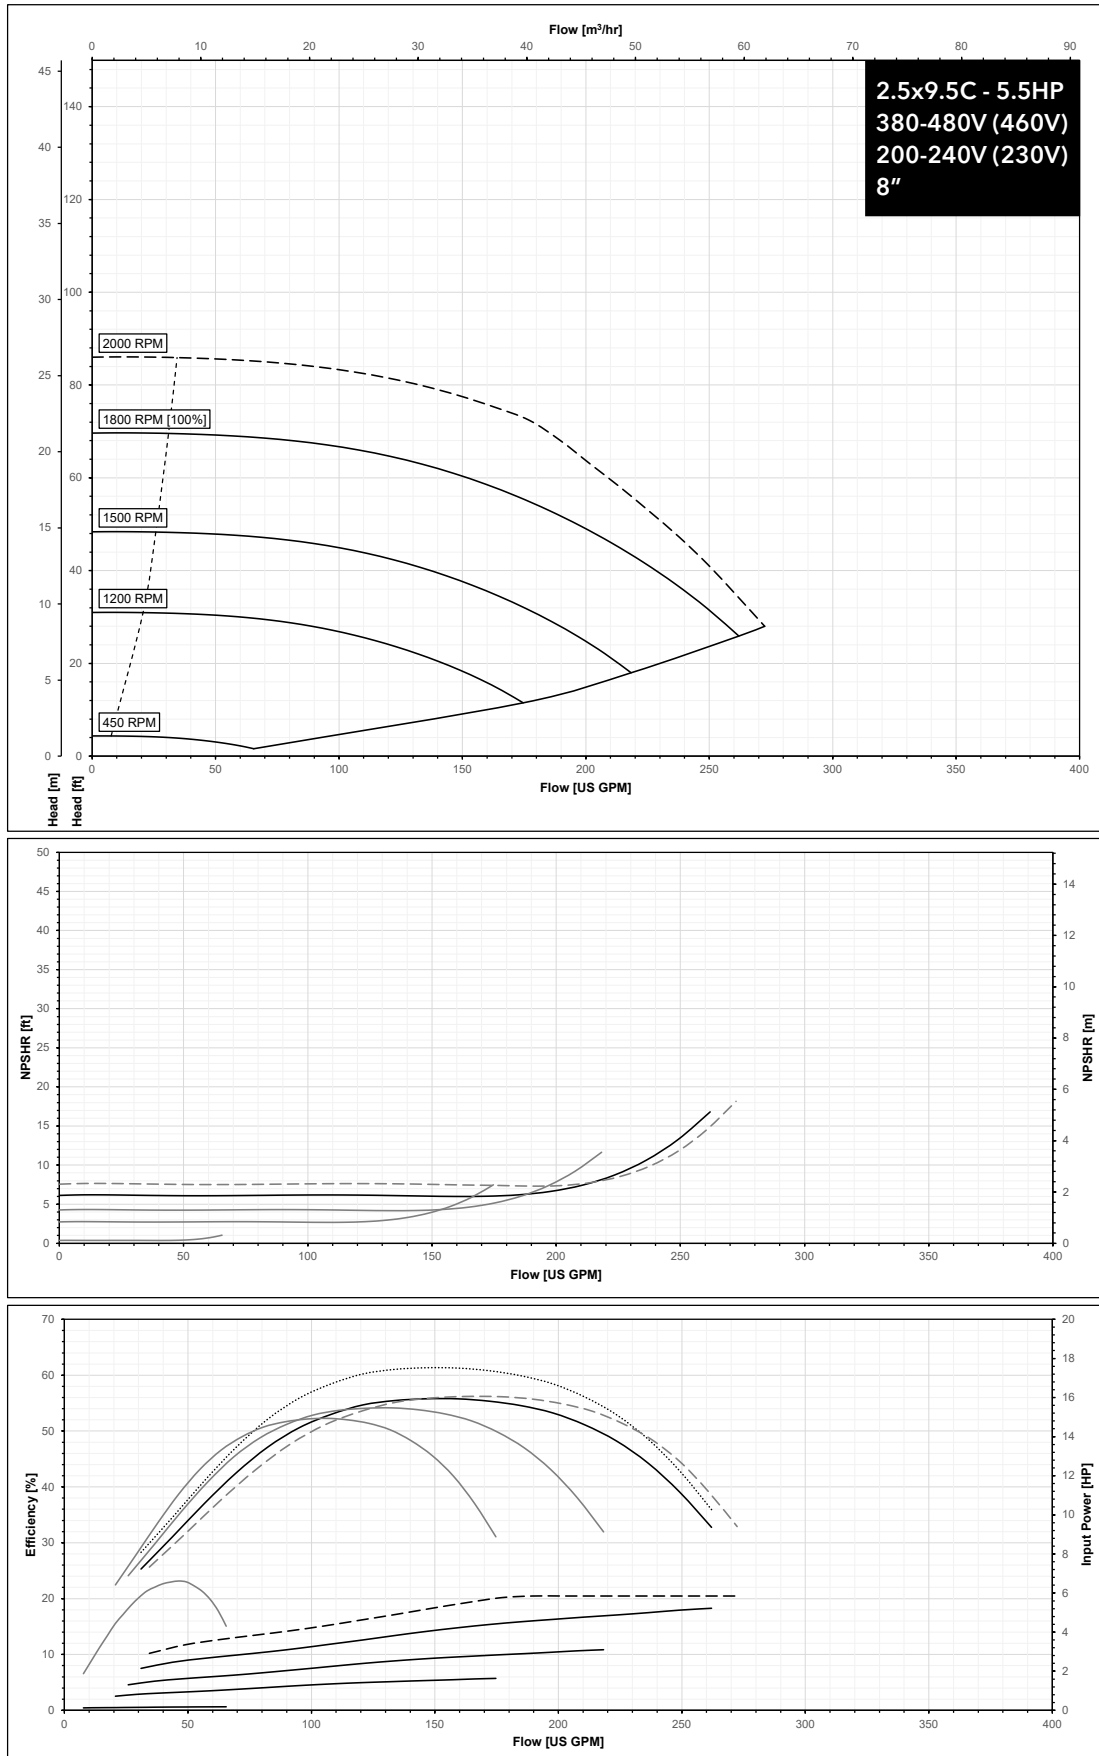 Flow [m³/hr]
0 10 20 30 40 50 60 70 80 90
2.5x9.5C - 5.5HP
380-480V (460V)
200-240V (230V)
8”
45
40
35
30
25
20
15
10
5
0
Head [m]
140
120
100
80
60
40
20
0
Head [ft]
2000 RPM
1800 RPM [100%]
1500 RPM
1200 RPM
450 RPM
0 50 100 150 200 250 300 350 400
Flow [US GPM]
50
45
40
35
30
25
20
15
10
5
0
NPSHR [ft]
14
12
10
8
6
4
2
0
NPSHR [m]
0 50 100 150 200 250 300 350 400
Flow [US GPM]
70
60
50
40
30
20
10
0
Efficiency [%]
20
18
16
14
12
10
8
6
4
2
0
Input Power [HP]
0 50 100 150 200 250 300 350 400
Flow [US GPM]